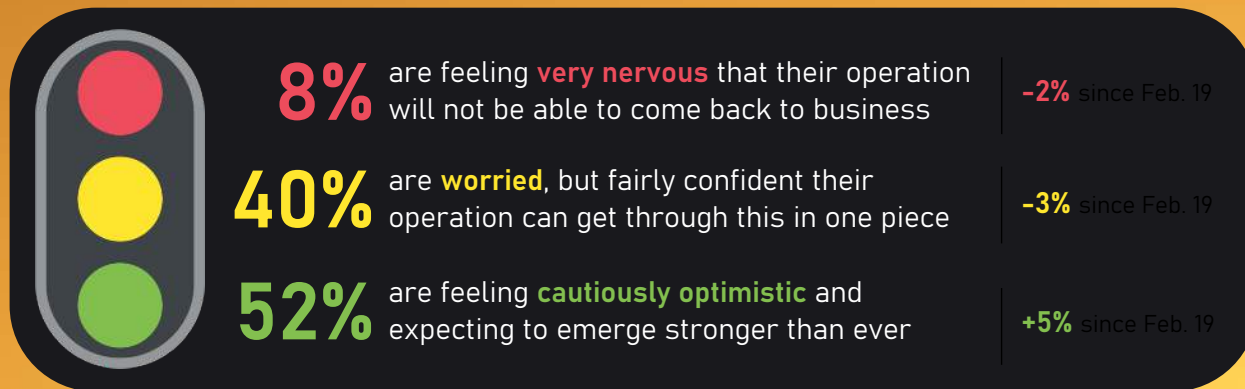 8%
are feeling very nervous that their operation
will not be able to come back to business
-2% since Feb. 19
40%
are worried, but fairly confident their
operation can get through this in one piece
-3% since Feb. 19
52%
are feeling cautiously optimistic and
expecting to emerge stronger than ever
+5% since Feb. 19